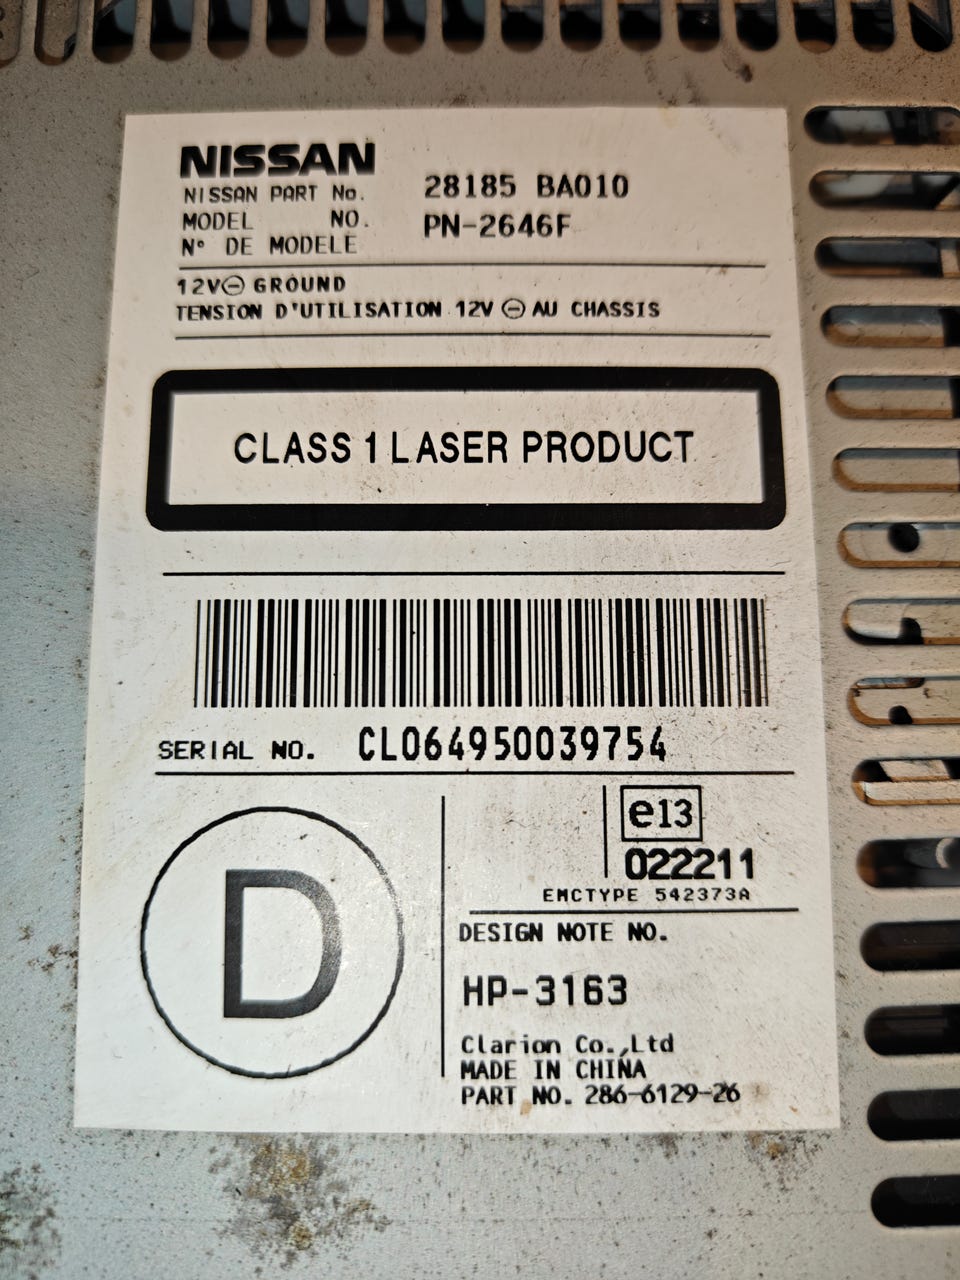 NISSAN
NISSAN PART No. 28185 BA010
MODEL NO. PN-2646F
N° DE MODELE
12V⊖ GROUND
TENSION D'UTILISATION 12V ⊖ AU CHASSIS
CLASS 1 LASER PRODUCT
SERIAL NO. CL064950039754
D
e13
022211
EMCTYPE 542373A
DESIGN NOTE NO.
HP-3163
Clarion Co.,Ltd
MADE IN CHINA
PART NO. 286-6129-26